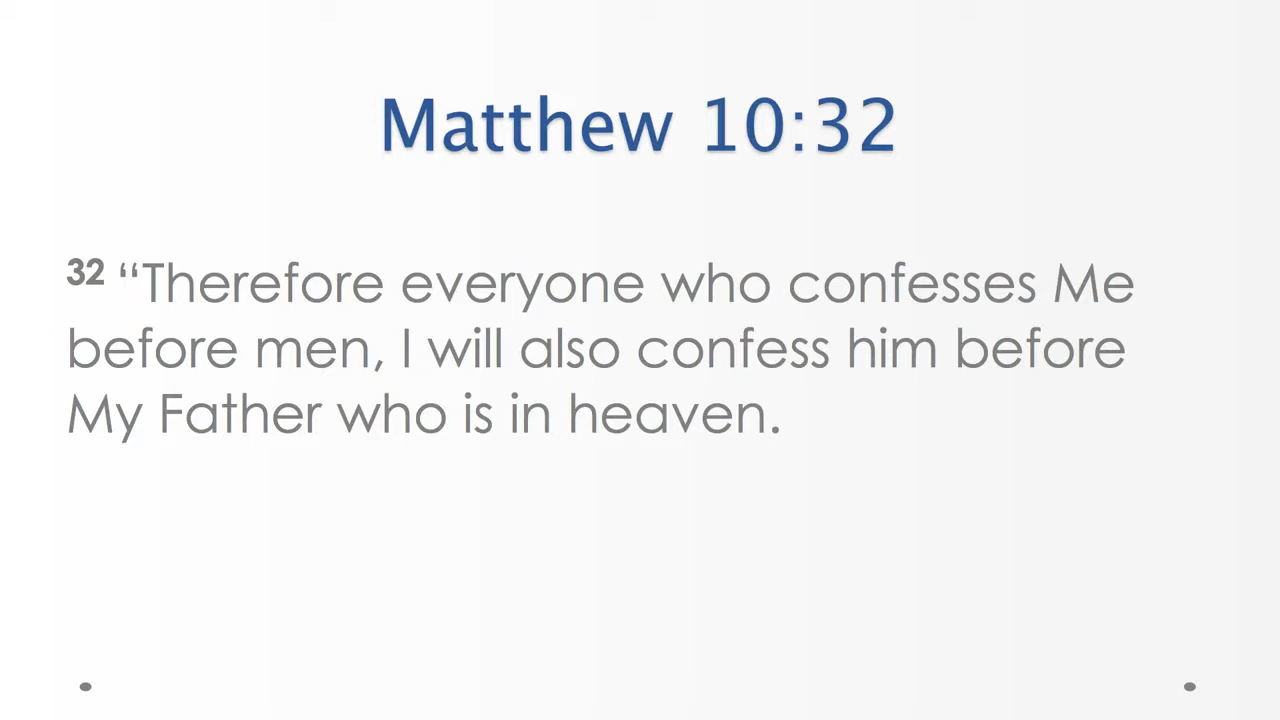 Matthew 10:32
32 “Therefore everyone who confesses Me
before men, I will also confess him before
My Father who is in heaven.